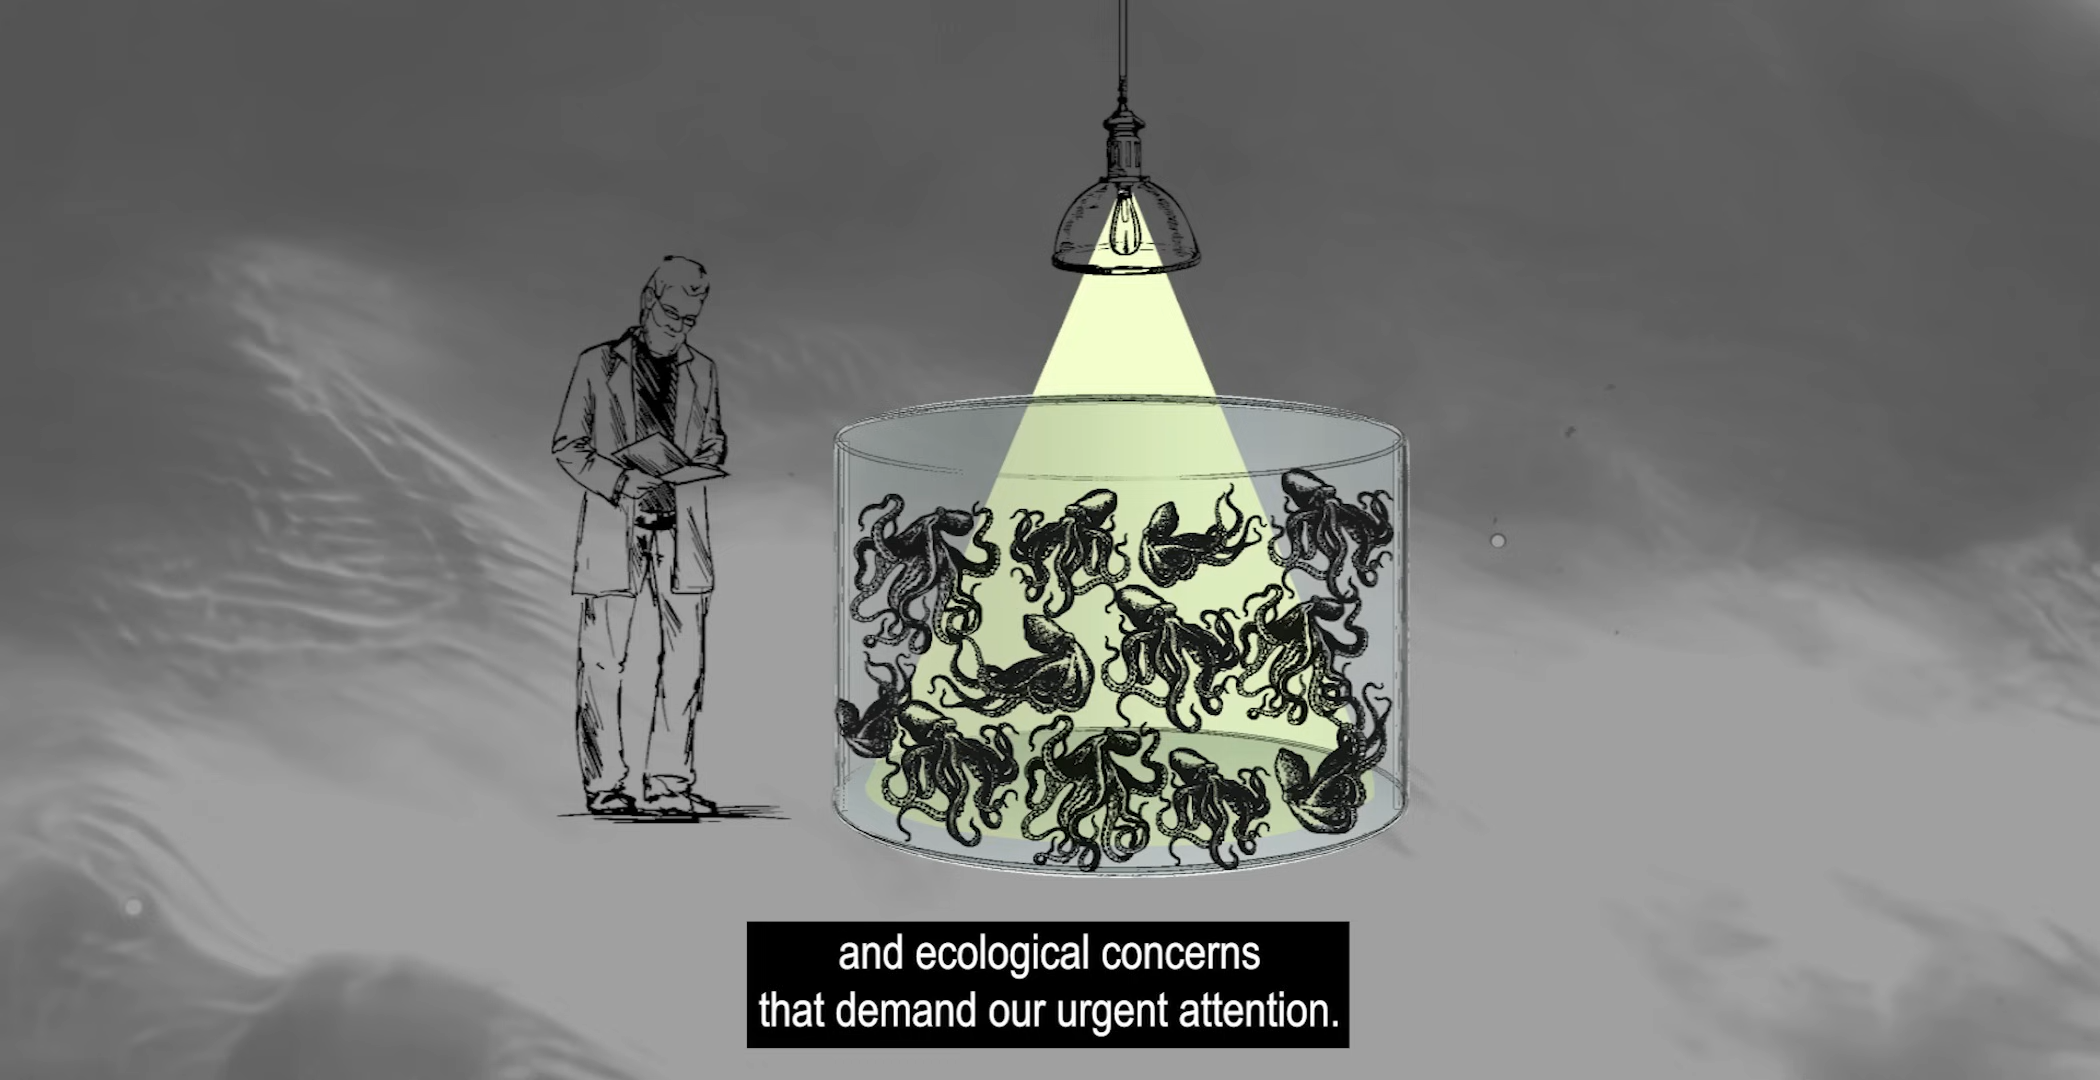 and ecological concerns
that demand our urgent attention.